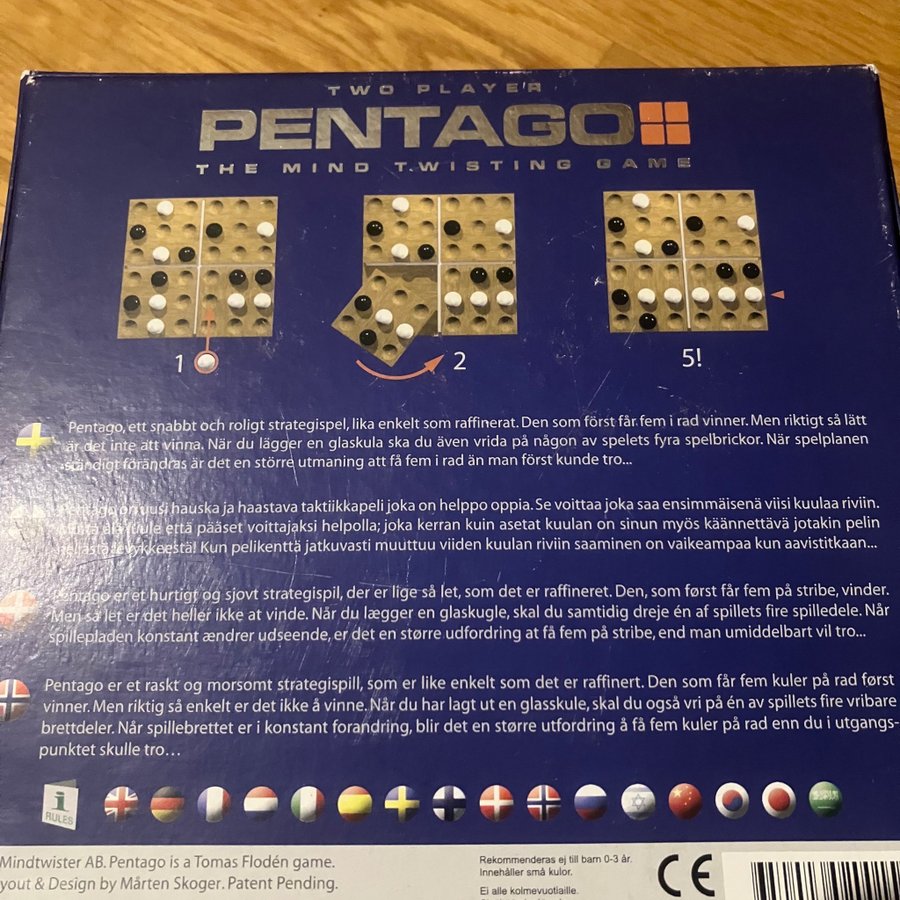 TWO PLAYER
PENTAGO
THE MIND TWISTING GAME
1
2
5!
Pentago, ett snabbt och roligt strategispel, lika enkelt som raffinerat. Den som först får fem i rad vinner. Men riktigt så lätt
är det inte att vinna. När du lägger en glaskula ska du även vrida på någon av spelets fyra spelbrickor. När spelplanen
ständigt förändras är det en större utmaning att få fem i rad än man först kunde tro...
Pentago on uusi hauska ja haastava taktiikkapeli joka on helppo oppia. Se voittaa joka saa ensimmäisenä viisi kuulaa riviin.
että pääset voittajaksi helpolla; joka kerran kuin asetat kuulan on sinun myös käännettävä jotakin pelin
Kun pelikenttä jatkuvasti muuttuu viiden kuulan riviin saaminen on vaikeampaa kun aavistitkaan...
Pentago er et hurtigt og sjovt strategispil, der er lige så let, som det er raffineret. Den, som først får fem på stribe, vinder.
Men så let er det heller ikke at vinde. Når du lægger en glaskugle, skal du samtidig dreje én af spillets fire spilledele. Når
spillepladen konstant ændrer udseende, er det en større udfordring at få fem på stribe, end man umiddelbart vil tro...
Pentago er et raskt og morsomt strategispill, som er like enkelt som det er raffinert. Den som får fem kuler på rad først
vinner. Men riktig så enkelt er det ikke å vinne. Når du har lagt ut en glasskule, skal du også vri på én av spillets fire vribare
brettdeler. Når spillebrettet er i konstant forandring, blir det en større utfordring å få fem kuler på rad enn du i utgangs-
punktet skulle tro...
i
RULES
Mindtwister AB. Pentago is a Tomas Flodén game.
yout & Design by Mårten Skoger. Patent Pending.
Rekommenderas ej till barn 0-3 år.
Innehåller små kulor.
Ei alle kolmevuotiaille.
CE